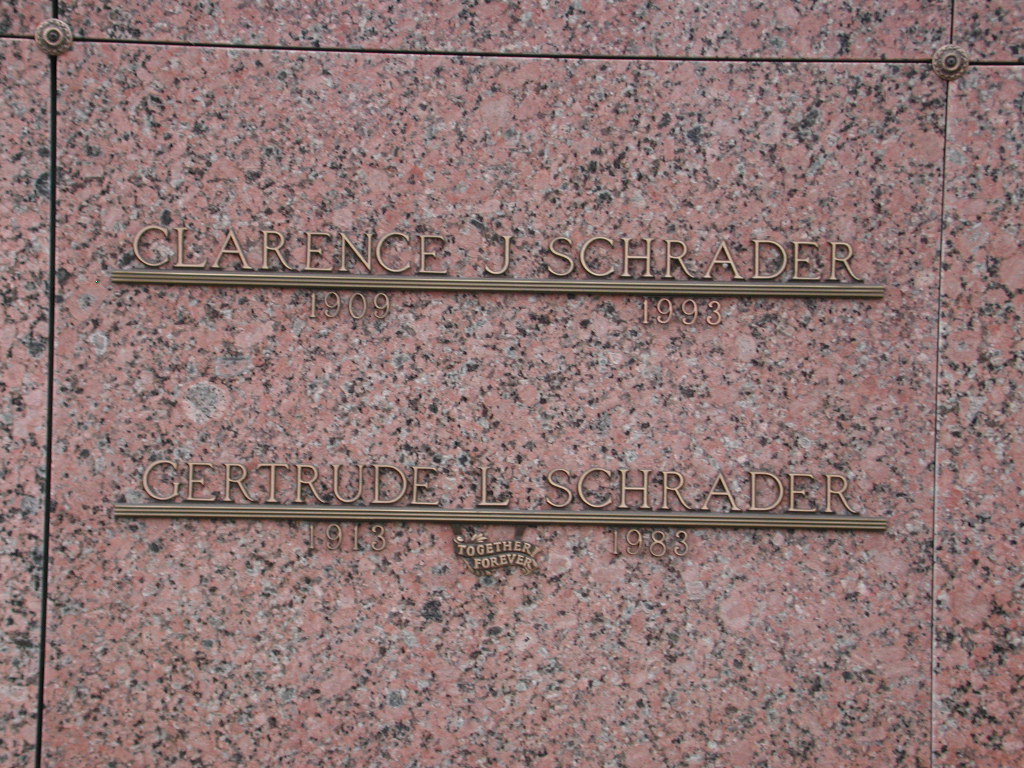 CLARENCE J SCHRADER
1909 1993
GERTRUDE L SCHRADER
1913 1983
TOGETHER
FOREVER